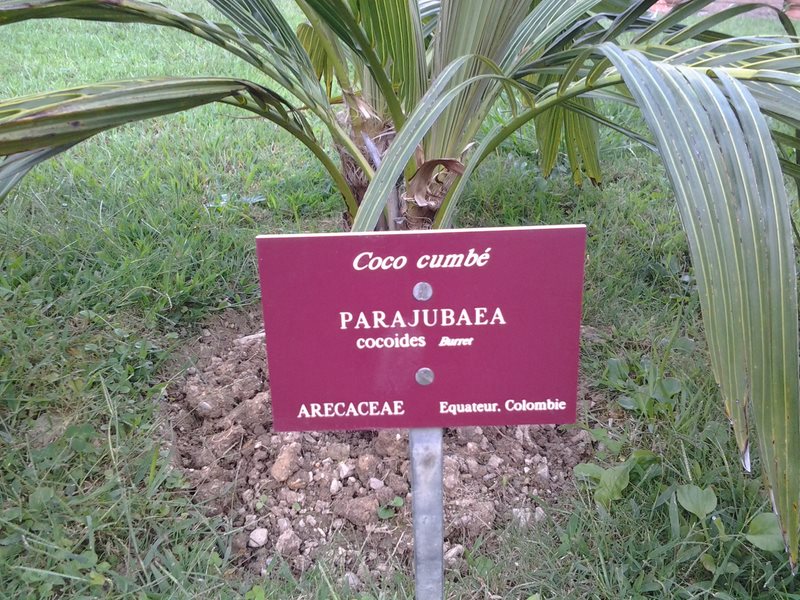 Coco cumbé
PARAJUBAEA
cocoides Burret
ARECACEAE Equateur, Colombie